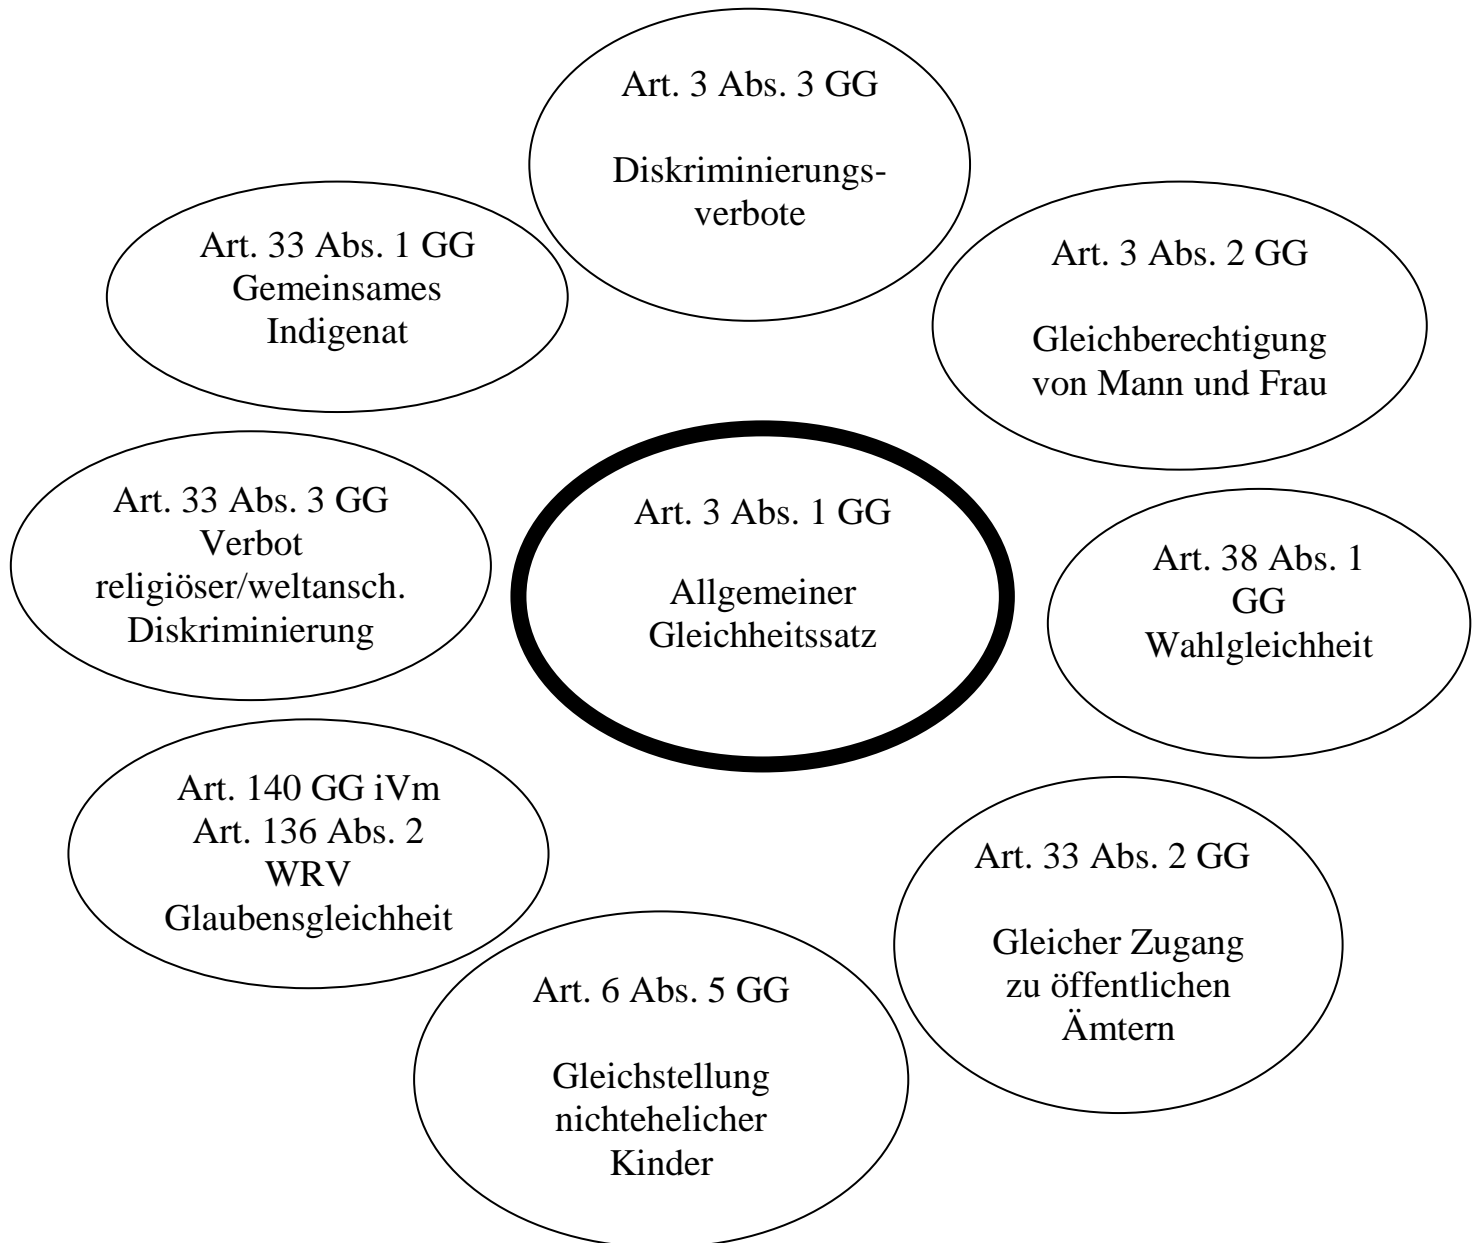 Art. 3 Abs. 3 GG
Diskriminierungs-
verbote
Art. 33 Abs. 1 GG
Gemeinsames
Indigenat
Art. 3 Abs. 2 GG
Gleichberechtigung
von Mann und Frau
Art. 33 Abs. 3 GG
Verbot
religiöser/weltansch.
Diskriminierung
Art. 3 Abs. 1 GG
Allgemeiner
Gleichheitssatz
Art. 38 Abs. 1
GG
Wahlgleichheit
Art. 140 GG iVm
Art. 136 Abs. 2
WRV
Glaubensgleichheit
Art. 33 Abs. 2 GG
Gleicher Zugang
zu öffentlichen
Ämtern
Art. 6 Abs. 5 GG
Gleichstellung
nichtehelicher
Kinder